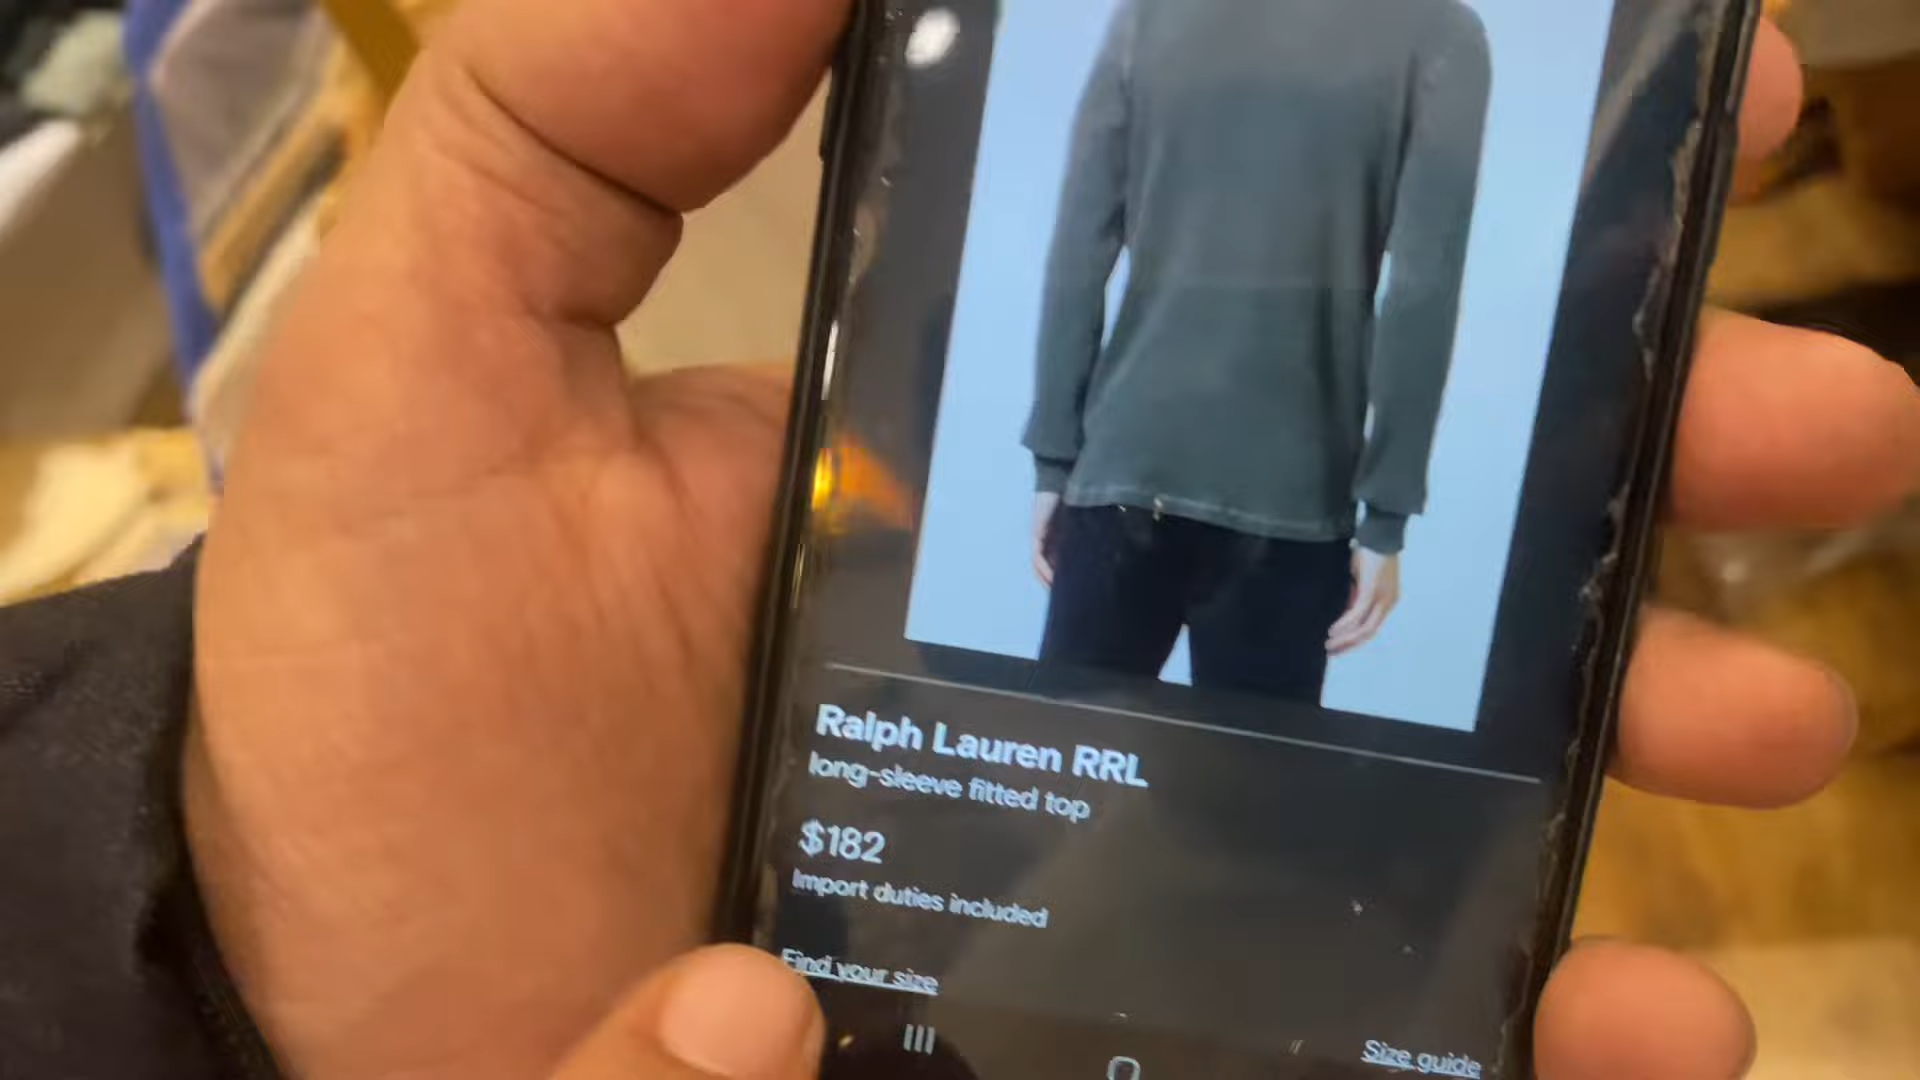 Ralph Lauren RRL
long-sleeve fitted top
$182
Import duties included
Find your size
Size guide